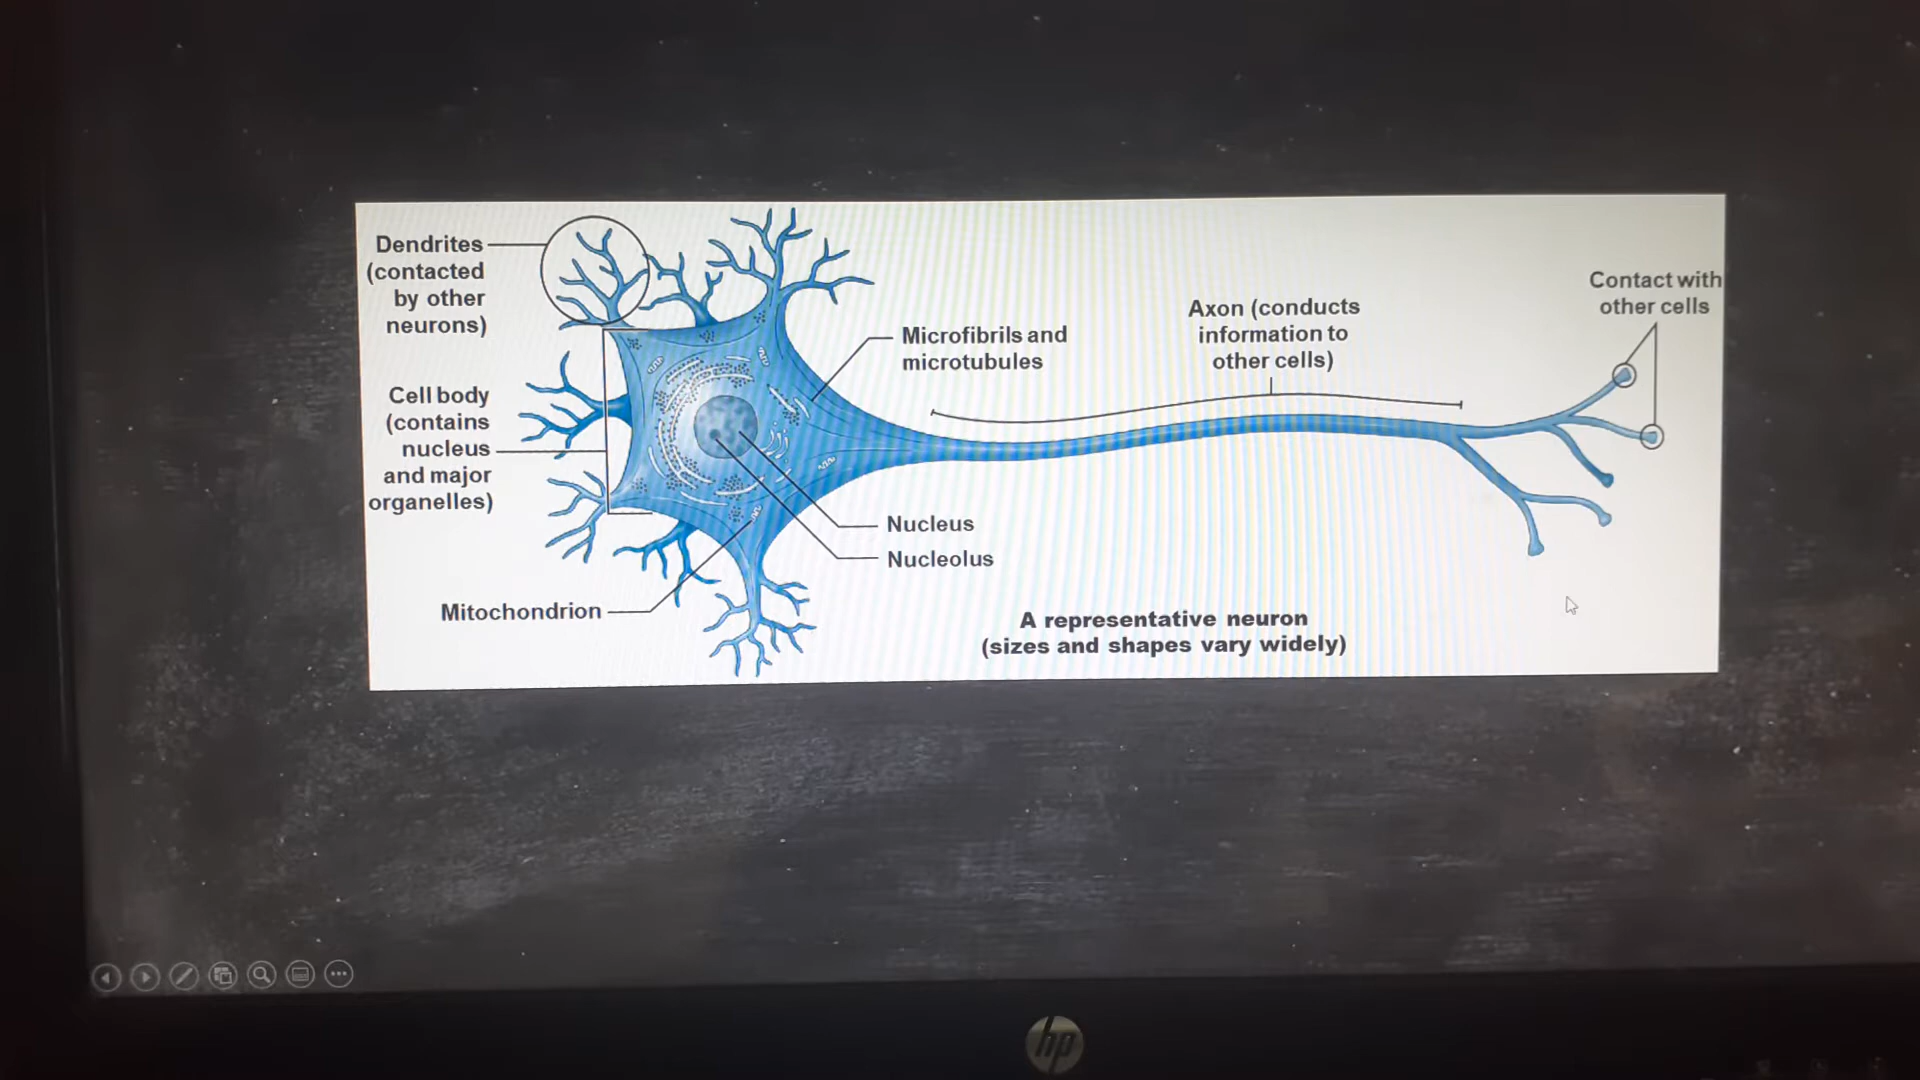 Dendrites
(contacted
by other
neurons)
Cell body
(contains
nucleus
and major
organelles)
Mitochondrion
Microfibrils and
microtubules
Nucleus
Nucleolus
Axon (conducts
information to
other cells)
Contact with
other cells
A representative neuron
(sizes and shapes vary widely)
hp